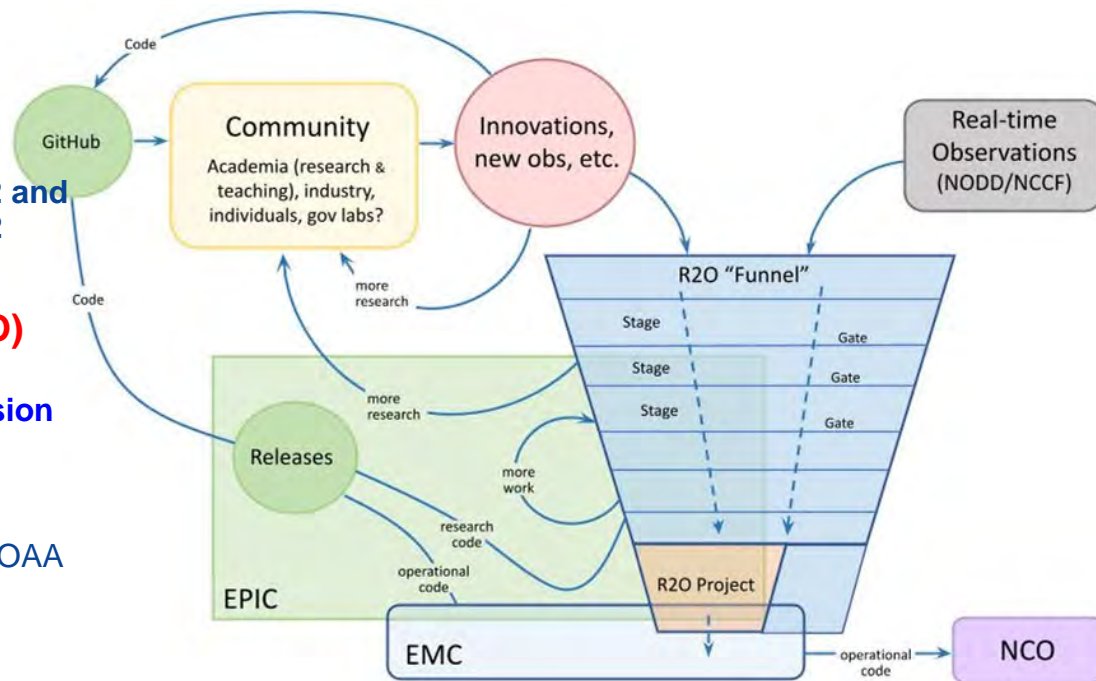 Code
GitHub
Community
Academia (research &
teaching), industry,
individuals, gov labs?
Innovations,
new obs, etc.
Real-time
Observations
(NODD/NCCF)
and
O)
sion
OAA
Code
more
research
R2O “Funnel”
Stage
Gate
Stage
Gate
Stage
Gate
more
research
Releases
more
work
research
code
operational
code
EPIC
R2O Project
EMC
operational
code
NCO